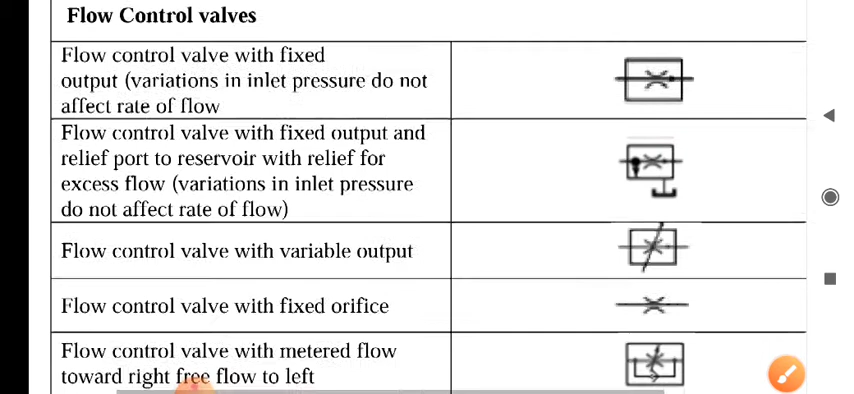 Flow Control valves
Flow control valve with fixed
output (variations in inlet pressure do not
affect rate of flow
Flow control valve with fixed output and
relief port to reservoir with relief for
excess flow (variations in inlet pressure
do not affect rate of flow)
Flow control valve with variable output
Flow control valve with fixed orifice
Flow control valve with metered flow
toward right free flow to left